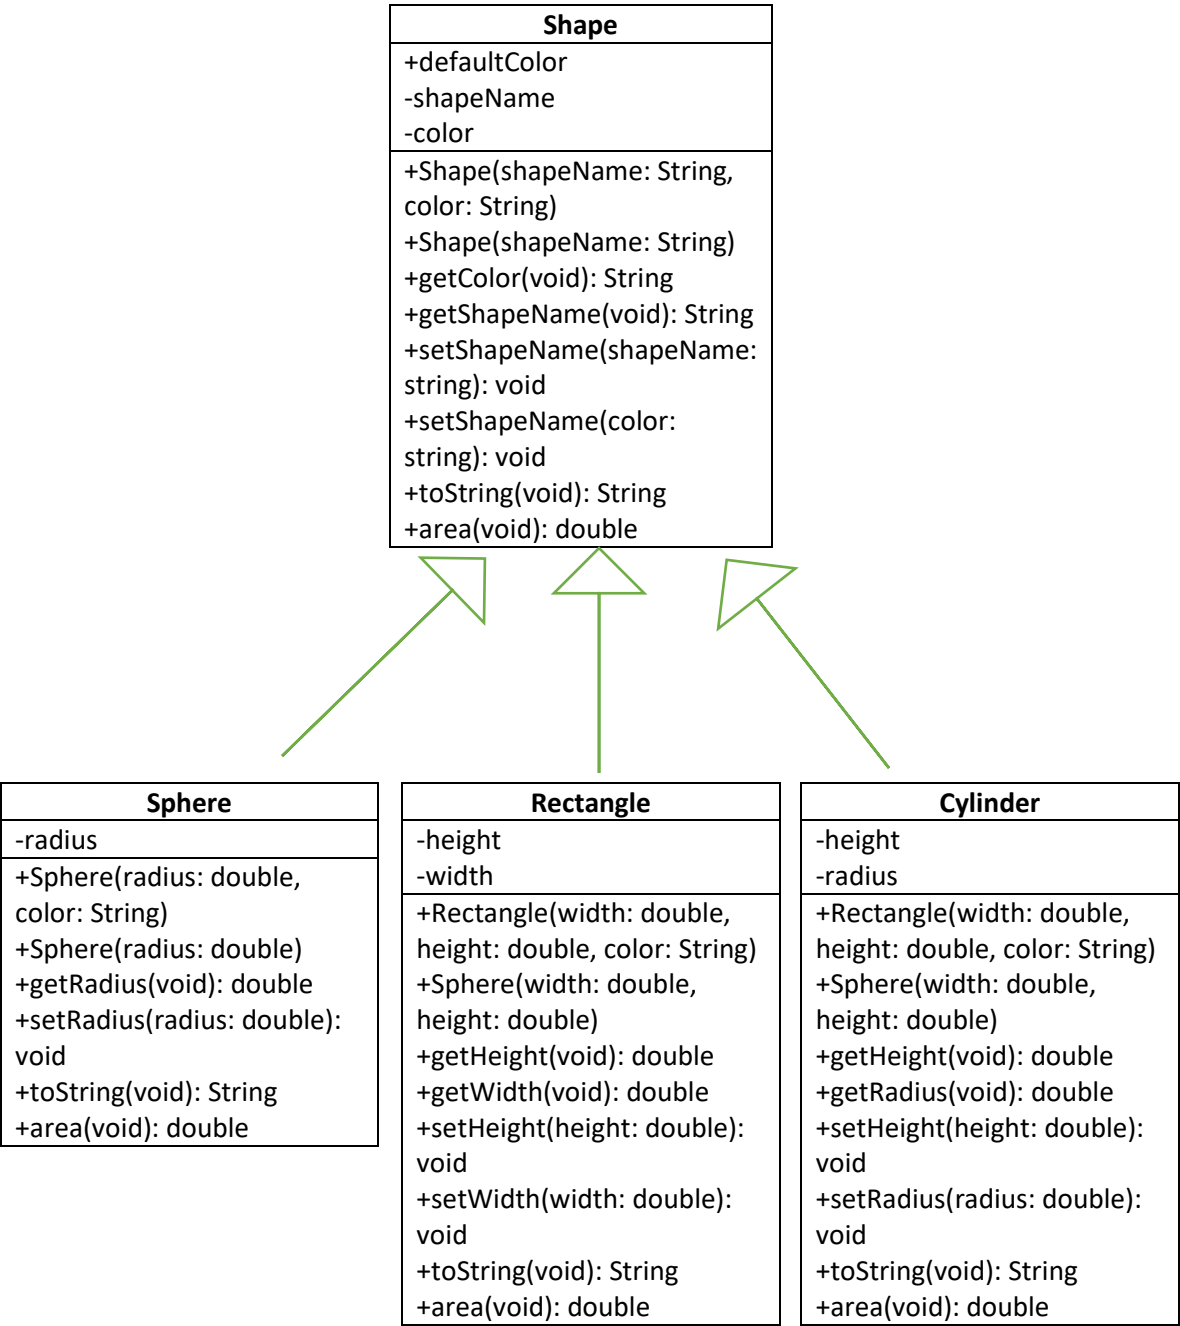 Shape
+defaultColor
-shapeName
-color
+Shape(shapeName: String,
color: String)
+Shape(shapeName: String)
+getColor(void): String
+getShapeName(void): String
+setShapeName(shapeName:
string): void
+setShapeName(color:
string): void
+toString(void): String
+area(void): double
Sphere
-radius
+Sphere(radius: double,
color: String)
+Sphere(radius: double)
+getRadius(void): double
+setRadius(radius: double):
void
+toString(void): String
+area(void): double
Rectangle
-height
-width
+Rectangle(width: double,
height: double, color: String)
+Sphere(width: double,
height: double)
+getHeight(void): double
+getWidth(void): double
+setHeight(height: double):
void
+setWidth(width: double):
void
+toString(void): String
+area(void): double
Cylinder
-height
-radius
+Rectangle(width: double,
height: double, color: String)
+Sphere(width: double,
height: double)
+getHeight(void): double
+getRadius(void): double
+setHeight(height: double):
void
+setRadius(radius: double):
void
+toString(void): String
+area(void): double